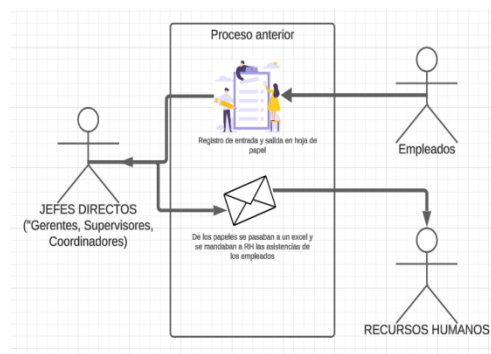 Proceso anterior
Registro de entrada y salida en hoja de
papel
Empleados
JEFES DIRECTOS
("Gerentes, Supervisores,
Coordinadores)
De los papeles se pasaban a un excel y
se mandaban a RH las asistencias de
los empleados
RECURSOS HUMANOS